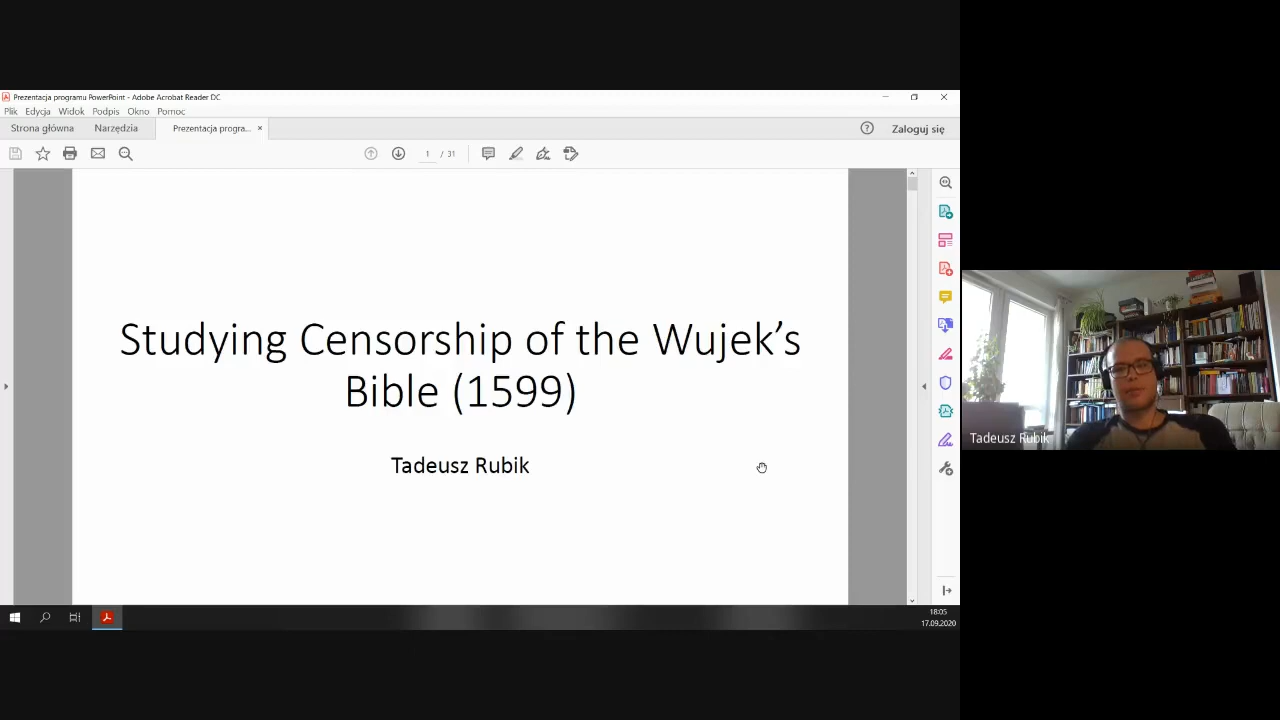 Prezentacja programu PowerPoint - Adobe Acrobat Reader DC
Plik Edycja Widok Podpis Okno Pomoc
Strona główna Narzędzia Prezentacja progra... × Zaloguj się
1 / 31
Studying Censorship of the Wujek’s
Bible (1599)
Tadeusz Rubik
Tadeusz Rubik
18:05
17.09.2020